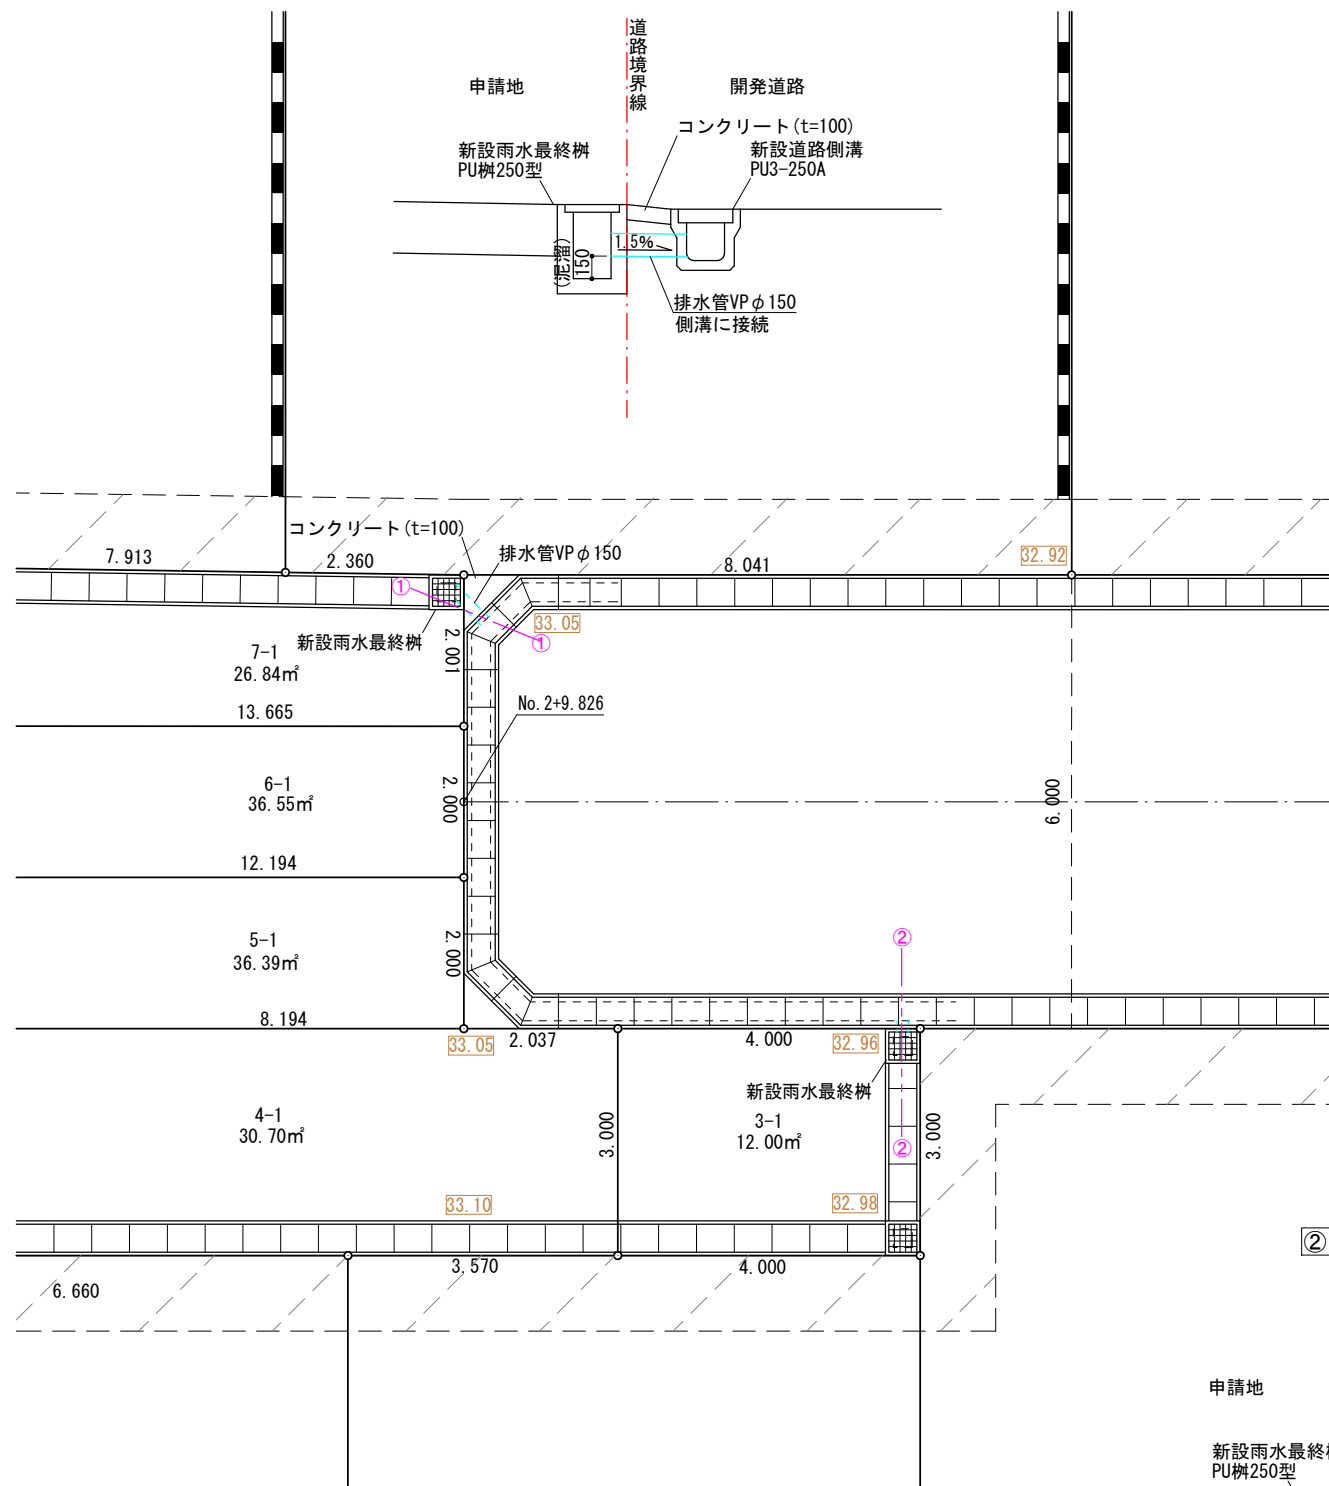 道路境界線
申請地
開発道路
コンクリート(t=100)
新設雨水最終桝
PU桝250型
新設道路側溝
PU3-250A
1.5%
(泥溜)
150
排水管VPφ150
側溝に接続
コンクリート(t=100)
7.913
2.360
排水管VPφ150
8.041
32.92
①
33.05
①
新設雨水最終桝
2.001
7-1
26.84㎡
13.665
No.2+9.826
6-1
36.55㎡
2.000
6.000
12.194
5-1
36.39㎡
2.000
②
8.194
33.05
2.037
4.000
32.96
新設雨水最終桝
4-1
30.70㎡
3.000
3-1
12.00㎡
②
3.000
33.10
32.98
②
3.570
4.000
6.660
申請地
新設雨水最終桝
PU桝250型